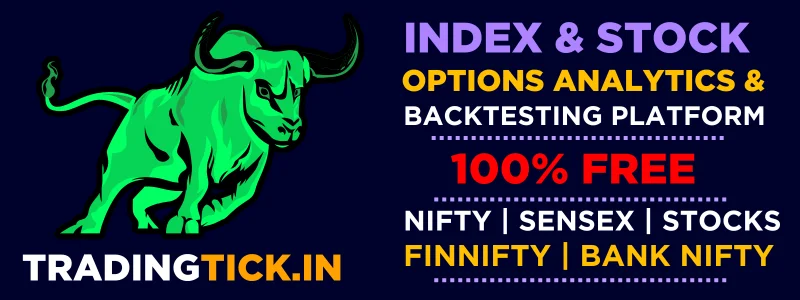 INDEX & STOCK
OPTIONS ANALYTICS &
BACKTESTING PLATFORM
100% FREE
NIFTY | SENSEX | STOCKS
FINNIFTY | BANK NIFTY
TRADINGTICK.IN